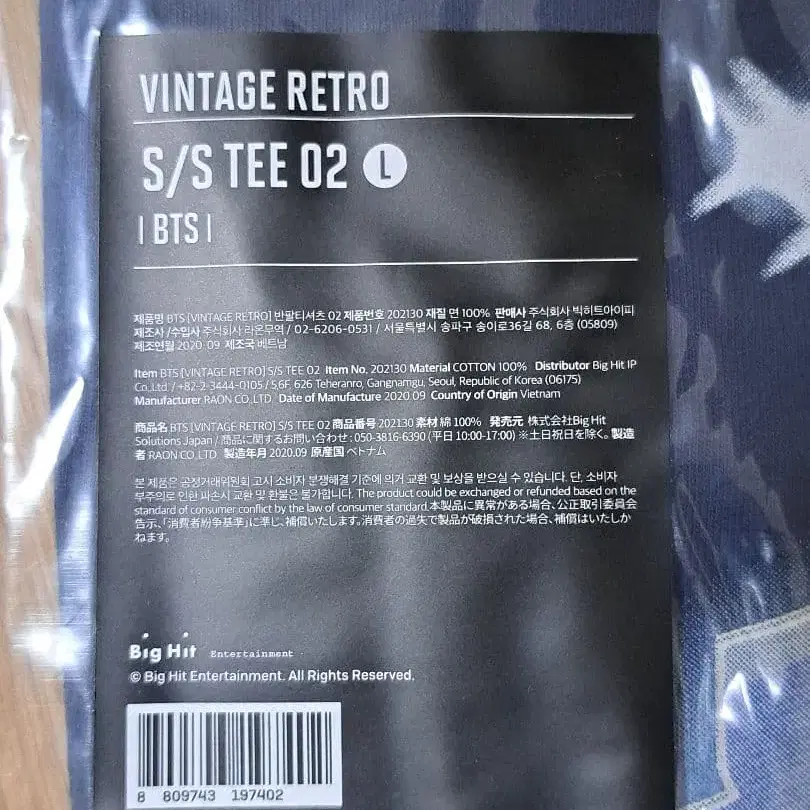 VINTAGE RETRO
S/S TEE 02 L
| BTS |
제품명 BTS [VINTAGE RETRO] 반팔티셔츠 02 제품번호 202130 재질 면 100% 판매사 주식회사 빅히트아이피
제조사/수입사 주식회사 라온무역 / 02-6206-0531 / 서울특별시 송파구 송이로36길 68, 6층 (05809)
제조연월 2020. 09 제조국 베트남
Item BTS [VINTAGE RETRO] S/S TEE 02 Item No. 202130 Material COTTON 100% Distributor Big Hit IP
Co.,Ltd / +82-2-3444-0105 / 5,6F, 626 Teheranro, Gangnamgu, Seoul, Republic of Korea (06175)
Manufacturer RAON CO.,LTD Date of Manufacture 2020.09 Country of Origin Vietnam
商品名 BTS [VINTAGE RETRO] S/S TEE 02 商品番号 202130 素材 綿 100% 発売元 株式会社Big Hit
Solutions Japan / 商品に関するお問い合わせ : 050-3816-6390 (平日 10:00-17:00) ※土日祝日を除く。製造
者 RAON CO.,LTD 製造年月 2020.09 原産国 ベトナム
본 제품은 공정거래위원회 고시 소비자 분쟁해결 기준에 의거 교환 및 보상을 받으실 수 있습니다. 단, 소비자
부주의로 인한 파손시 교환 및 환불은 불가합니다. The product could be exchanged or refunded based on the
standard of consumer conflict by the law of consumer standard.本製品に異常がある場合、公正取引委員会
告示、「消費者紛争基準」に準じ、補償いたします。消費者の過失で製品が破損された場合、補償はいたしか
ねます。
Big Hit Entertainment
© Big Hit Entertainment. All Rights Reserved.
8 809743 197402